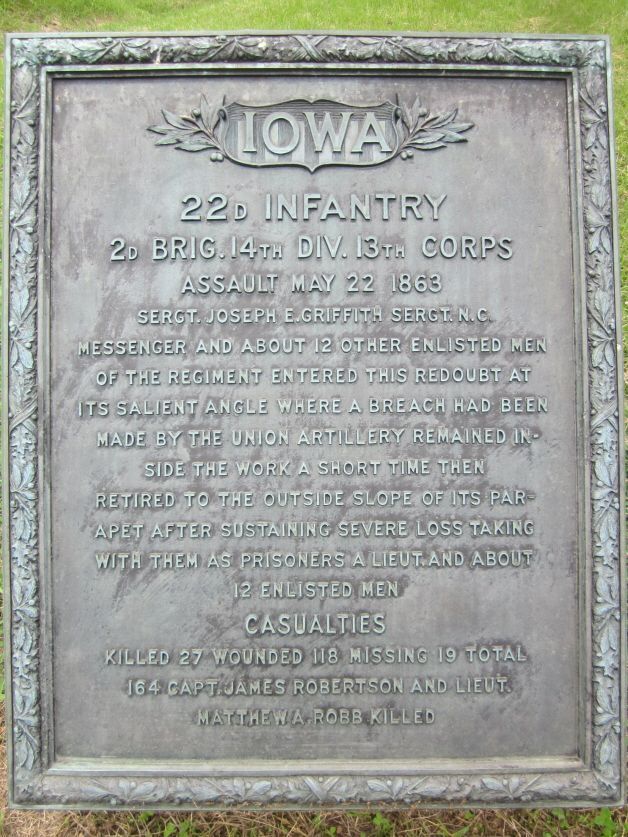 IOWA
22D INFANTRY
2D BRIG. 14TH DIV. 13TH CORPS
ASSAULT MAY 22 1863
SERGT. JOSEPH E. GRIFFITH SERGT. N.C.
MESSENGER AND ABOUT 12 OTHER ENLISTED MEN
OF THE REGIMENT ENTERED THIS REDOUBT AT
ITS SALIENT ANGLE WHERE A BREACH HAD BEEN
MADE BY THE UNION ARTILLERY REMAINED IN-
SIDE THE WORK A SHORT TIME THEN
RETIRED TO THE OUTSIDE SLOPE OF ITS PAR-
APET AFTER SUSTAINING SEVERE LOSS TAKING
WITH THEM AS PRISONERS A LIEUT. AND ABOUT
12 ENLISTED MEN
CASUALTIES
KILLED 27 WOUNDED 118 MISSING 19 TOTAL
164 CAPT. JAMES ROBERTSON AND LIEUT.
MATTHEW A. ROBB KILLED